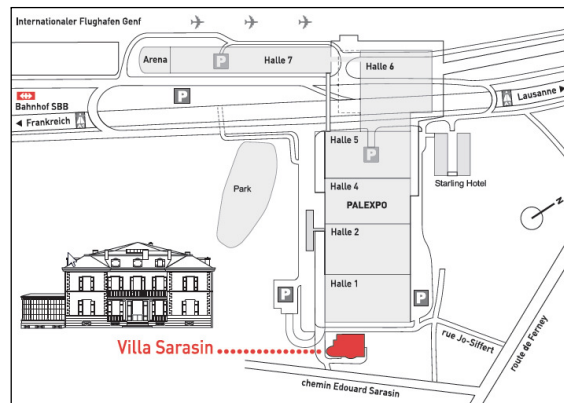 Internationaler Flughafen Genf
Arena
P
Halle 7
Halle 6
SBB
Bahnhof SBB
P
Lausanne
Frankreich
Halle 5
P
Starling Hotel
Park
Halle 4
PALEXPO
N
Halle 2
Halle 1
P
P
Villa Sarasin
rue Jo-Siffert
route de Ferney
chemin Edouard Sarasin